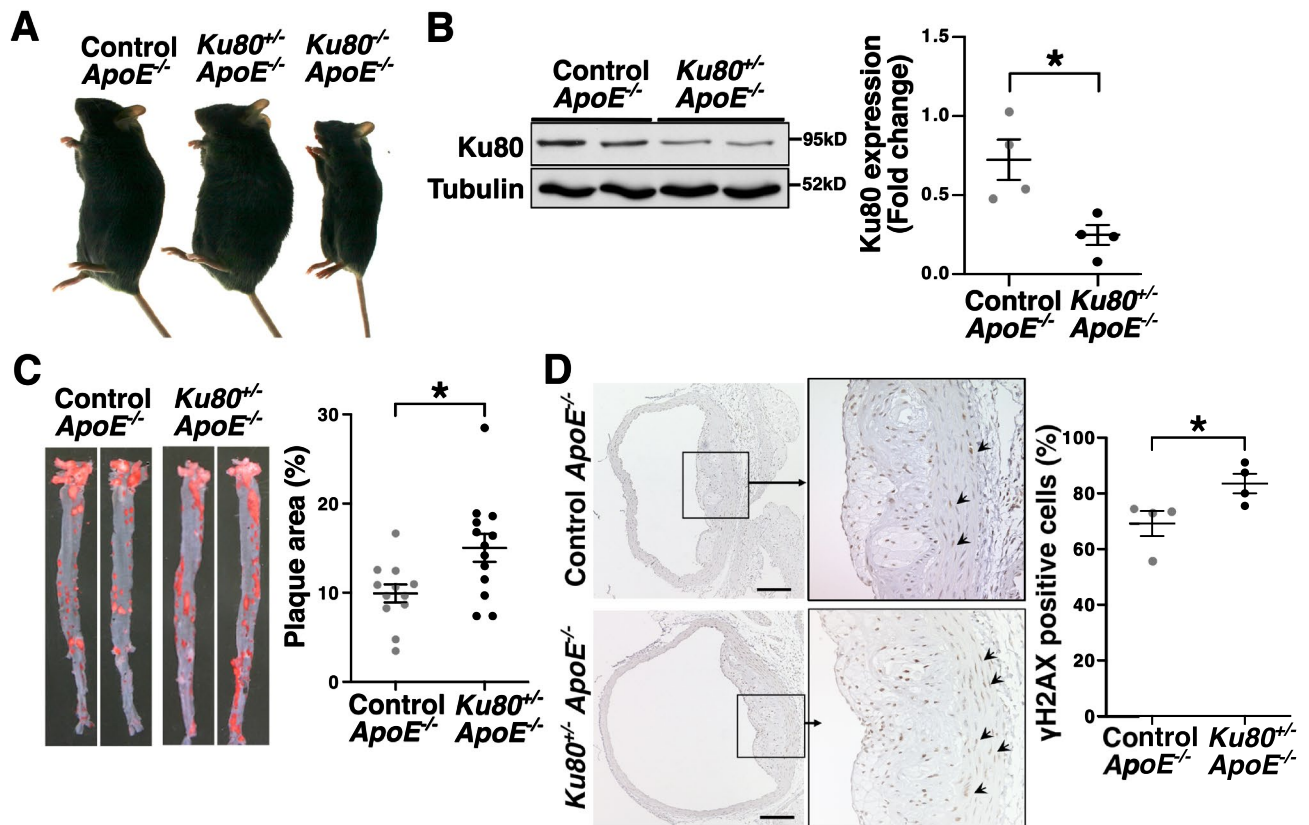 A
Control
ApoE-/-
Ku80+/-
ApoE-/-
Ku80-/-
ApoE-/-
B
Control
ApoE-/-
Ku80+/-
ApoE-/-
Ku80
95kD
Tubulin
52kD
Ku80 expression
(Fold change)
1.5
1.0
0.5
0.0
*
Control
ApoE-/-
Ku80+/-
ApoE-/-
C
Control
ApoE-/-
Ku80+/-
ApoE-/-
Plaque area (%)
30
20
10
0
*
Control
ApoE-/-
Ku80+/-
ApoE-/-
D
Control ApoE-/-
Ku80+/- ApoE-/-
γH2AX positive cells (%)
100
80
60
40
20
0
*
Control
ApoE-/-
Ku80+/-
ApoE-/-